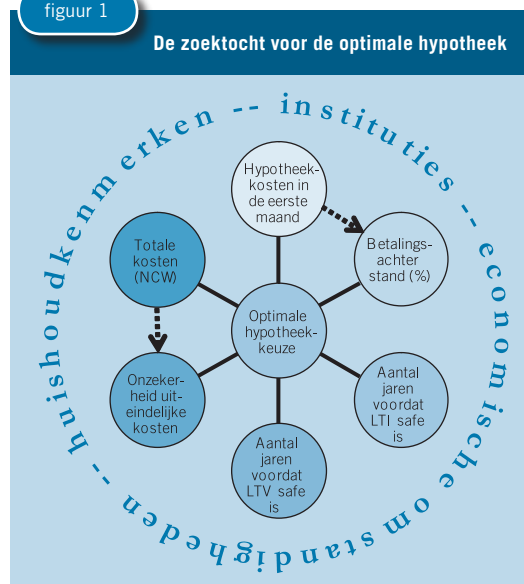 figuur 1
De zoektocht voor de optimale hypotheek
huishoudkenmerken -- instituties -- economische omstandigheden --
Hypotheek-
kosten in
de eerste
maand
Totale
kosten
(NCW)
Betalings-
achter
stand (%)
Optimale
hypotheek-
keuze
Onzeker-
heid uit-
eindelijke
kosten
Aantal
jaren
voordat
LTI safe
is
Aantal
jaren
voordat
LTV safe
is